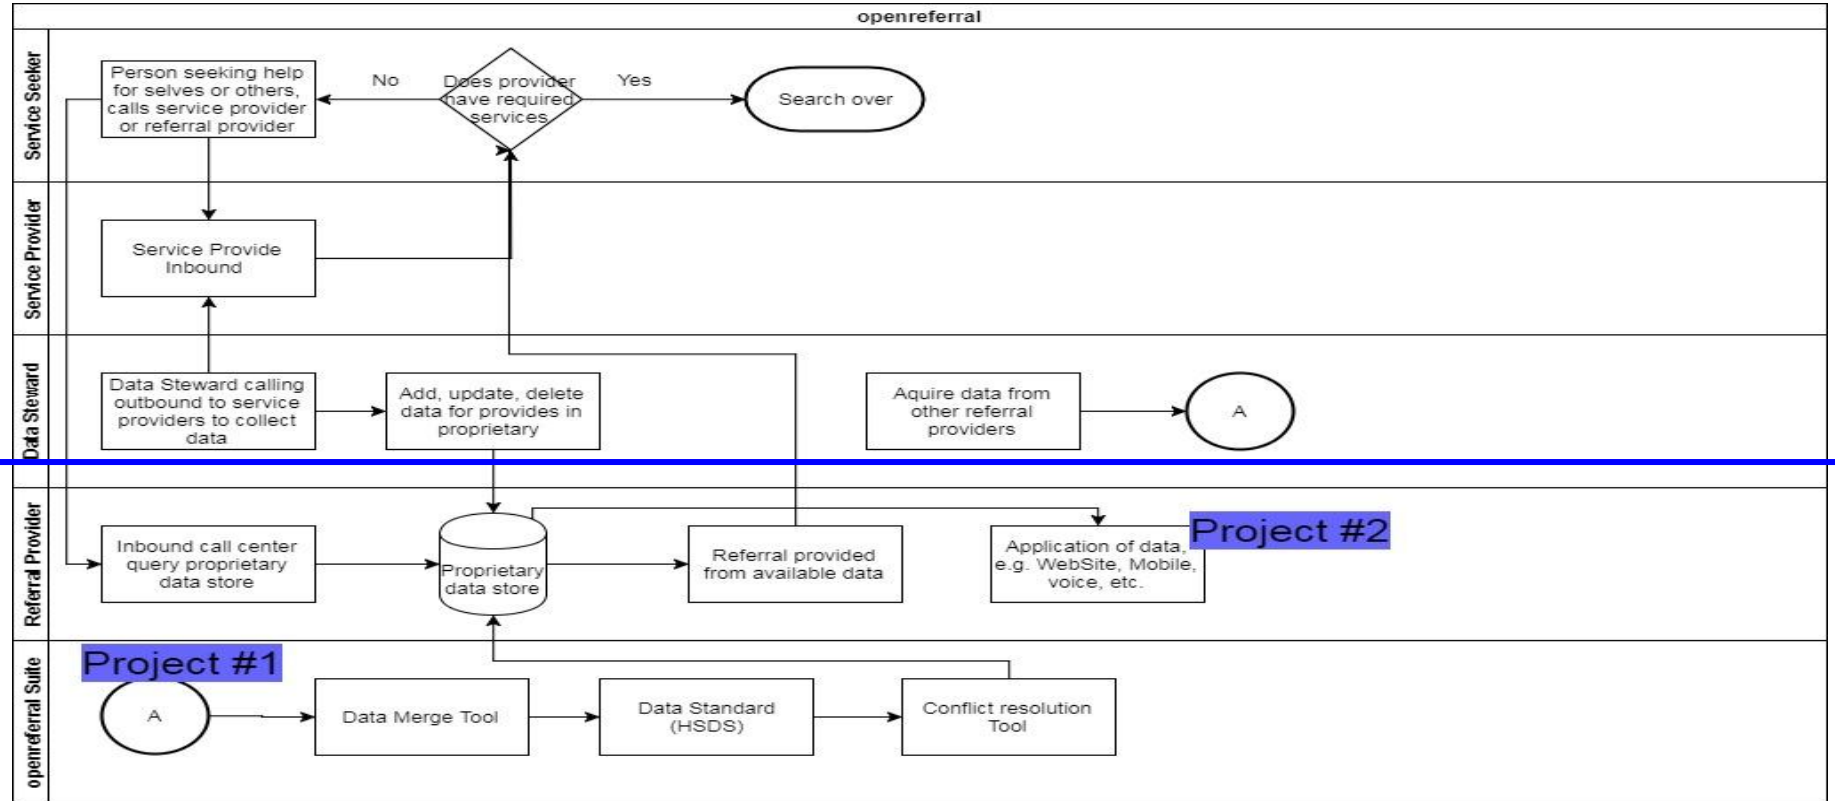 openreferral
Service Seeker
Person seeking help
for selves or others,
calls service provider
or referral provider
No
Does provider
have required
services
Yes
Search over
Service Provider
Service Provide
Inbound
Data Steward
Data Steward calling
outbound to service
providers to collect
data
Add, update, delete
data for provides in
proprietary
Aquire data from
other referral
providers
A
Referral Provider
Inbound call center
query proprietary
data store
Proprietary
data store
Referral provided
from available data
Application of data,
e.g. WebSite, Mobile,
voice, etc.
Project #2
openreferral Suite
Project #1
A
Data Merge Tool
Data Standard
(HSDS)
Conflict resolution
Tool